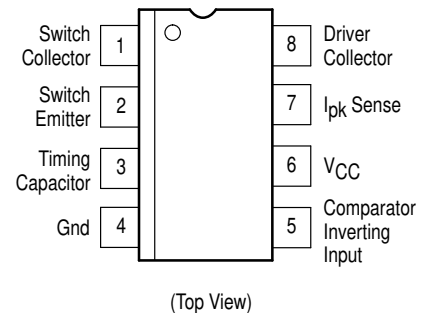 Switch
Collector
1
8
Driver
Collector
Switch
Emitter
2
7
Ipk Sense
Timing
Capacitor
3
6
VCC
Gnd
4
5
Comparator
Inverting
Input
(Top View)